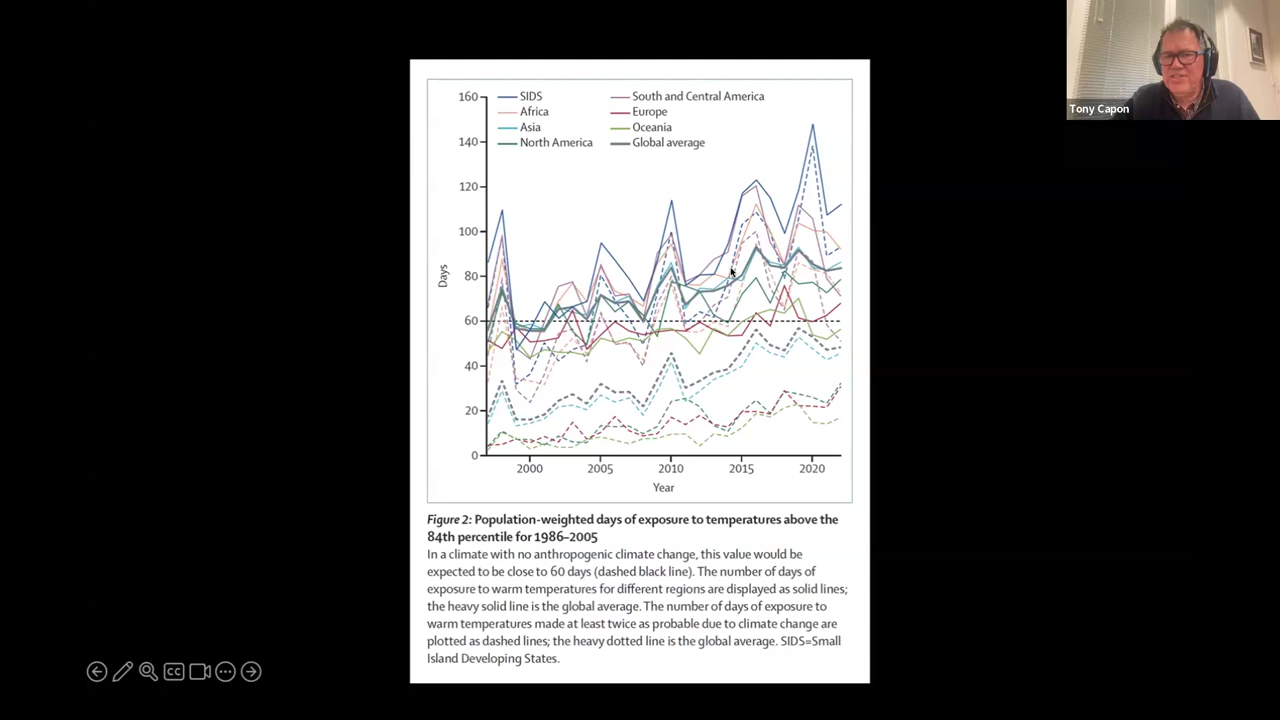 Tony Capon
160
140
120
100
80
60
40
20
0
Days
SIDS
Africa
Asia
North America
South and Central America
Europe
Oceania
Global average
2000
2005
2010
2015
2020
Year
Figure 2: Population-weighted days of exposure to temperatures above the
84th percentile for 1986–2005
In a climate with no anthropogenic climate change, this value would be
expected to be close to 60 days (dashed black line). The number of days of
exposure to warm temperatures for different regions are displayed as solid lines;
the heavy solid line is the global average. The number of days of exposure to
warm temperatures made at least twice as probable due to climate change are
plotted as dashed lines; the heavy dotted line is the global average. SIDS=Small
Island Developing States.
CC